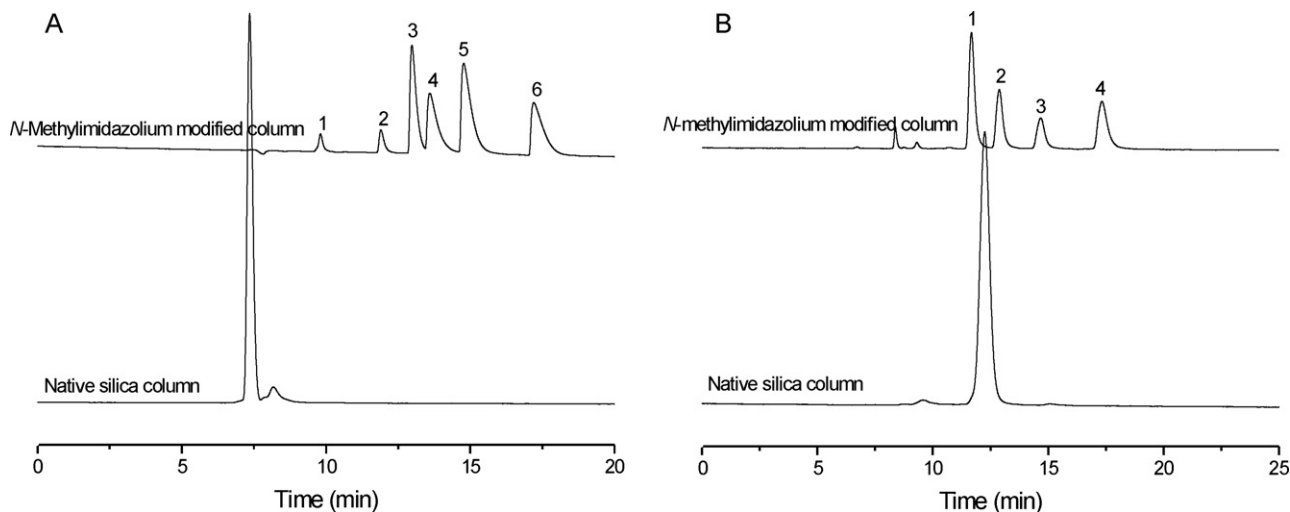 A
N-Methylimidazolium modified column
1
2
3
4
5
6
Native silica column
0
5
10
15
20
Time (min)
B
N-methylimidazolium modified column
1
2
3
4
Native silica column
0
5
10
15
20
25
Time (min)